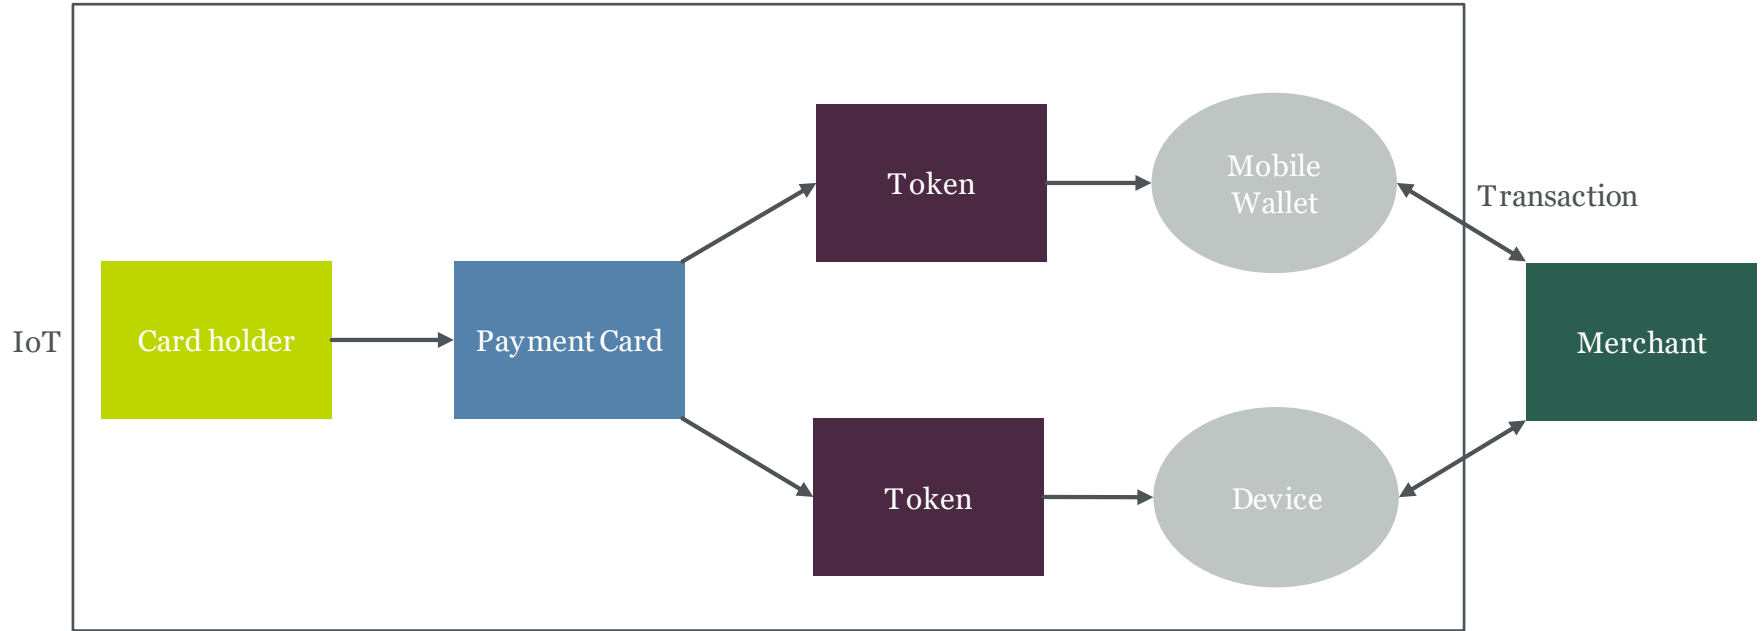 IoT
Card holder
Payment Card
Token
Mobile
Wallet
Transaction
Token
Device
Merchant